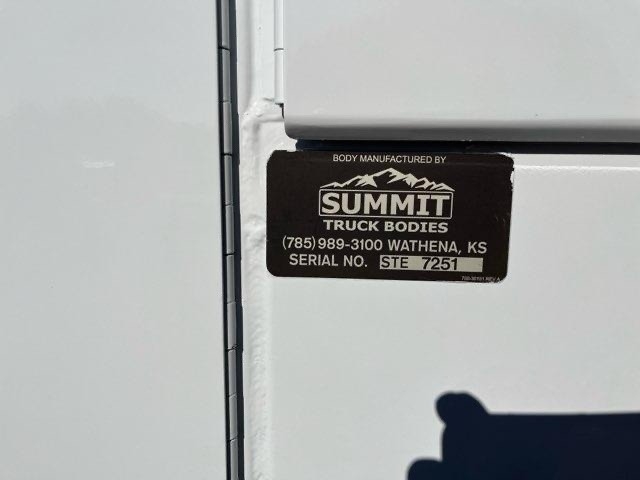 BODY MANUFACTURED BY
SUMMIT
TRUCK BODIES
(785) 989-3100 WATHENA, KS
SERIAL NO. STE 7251